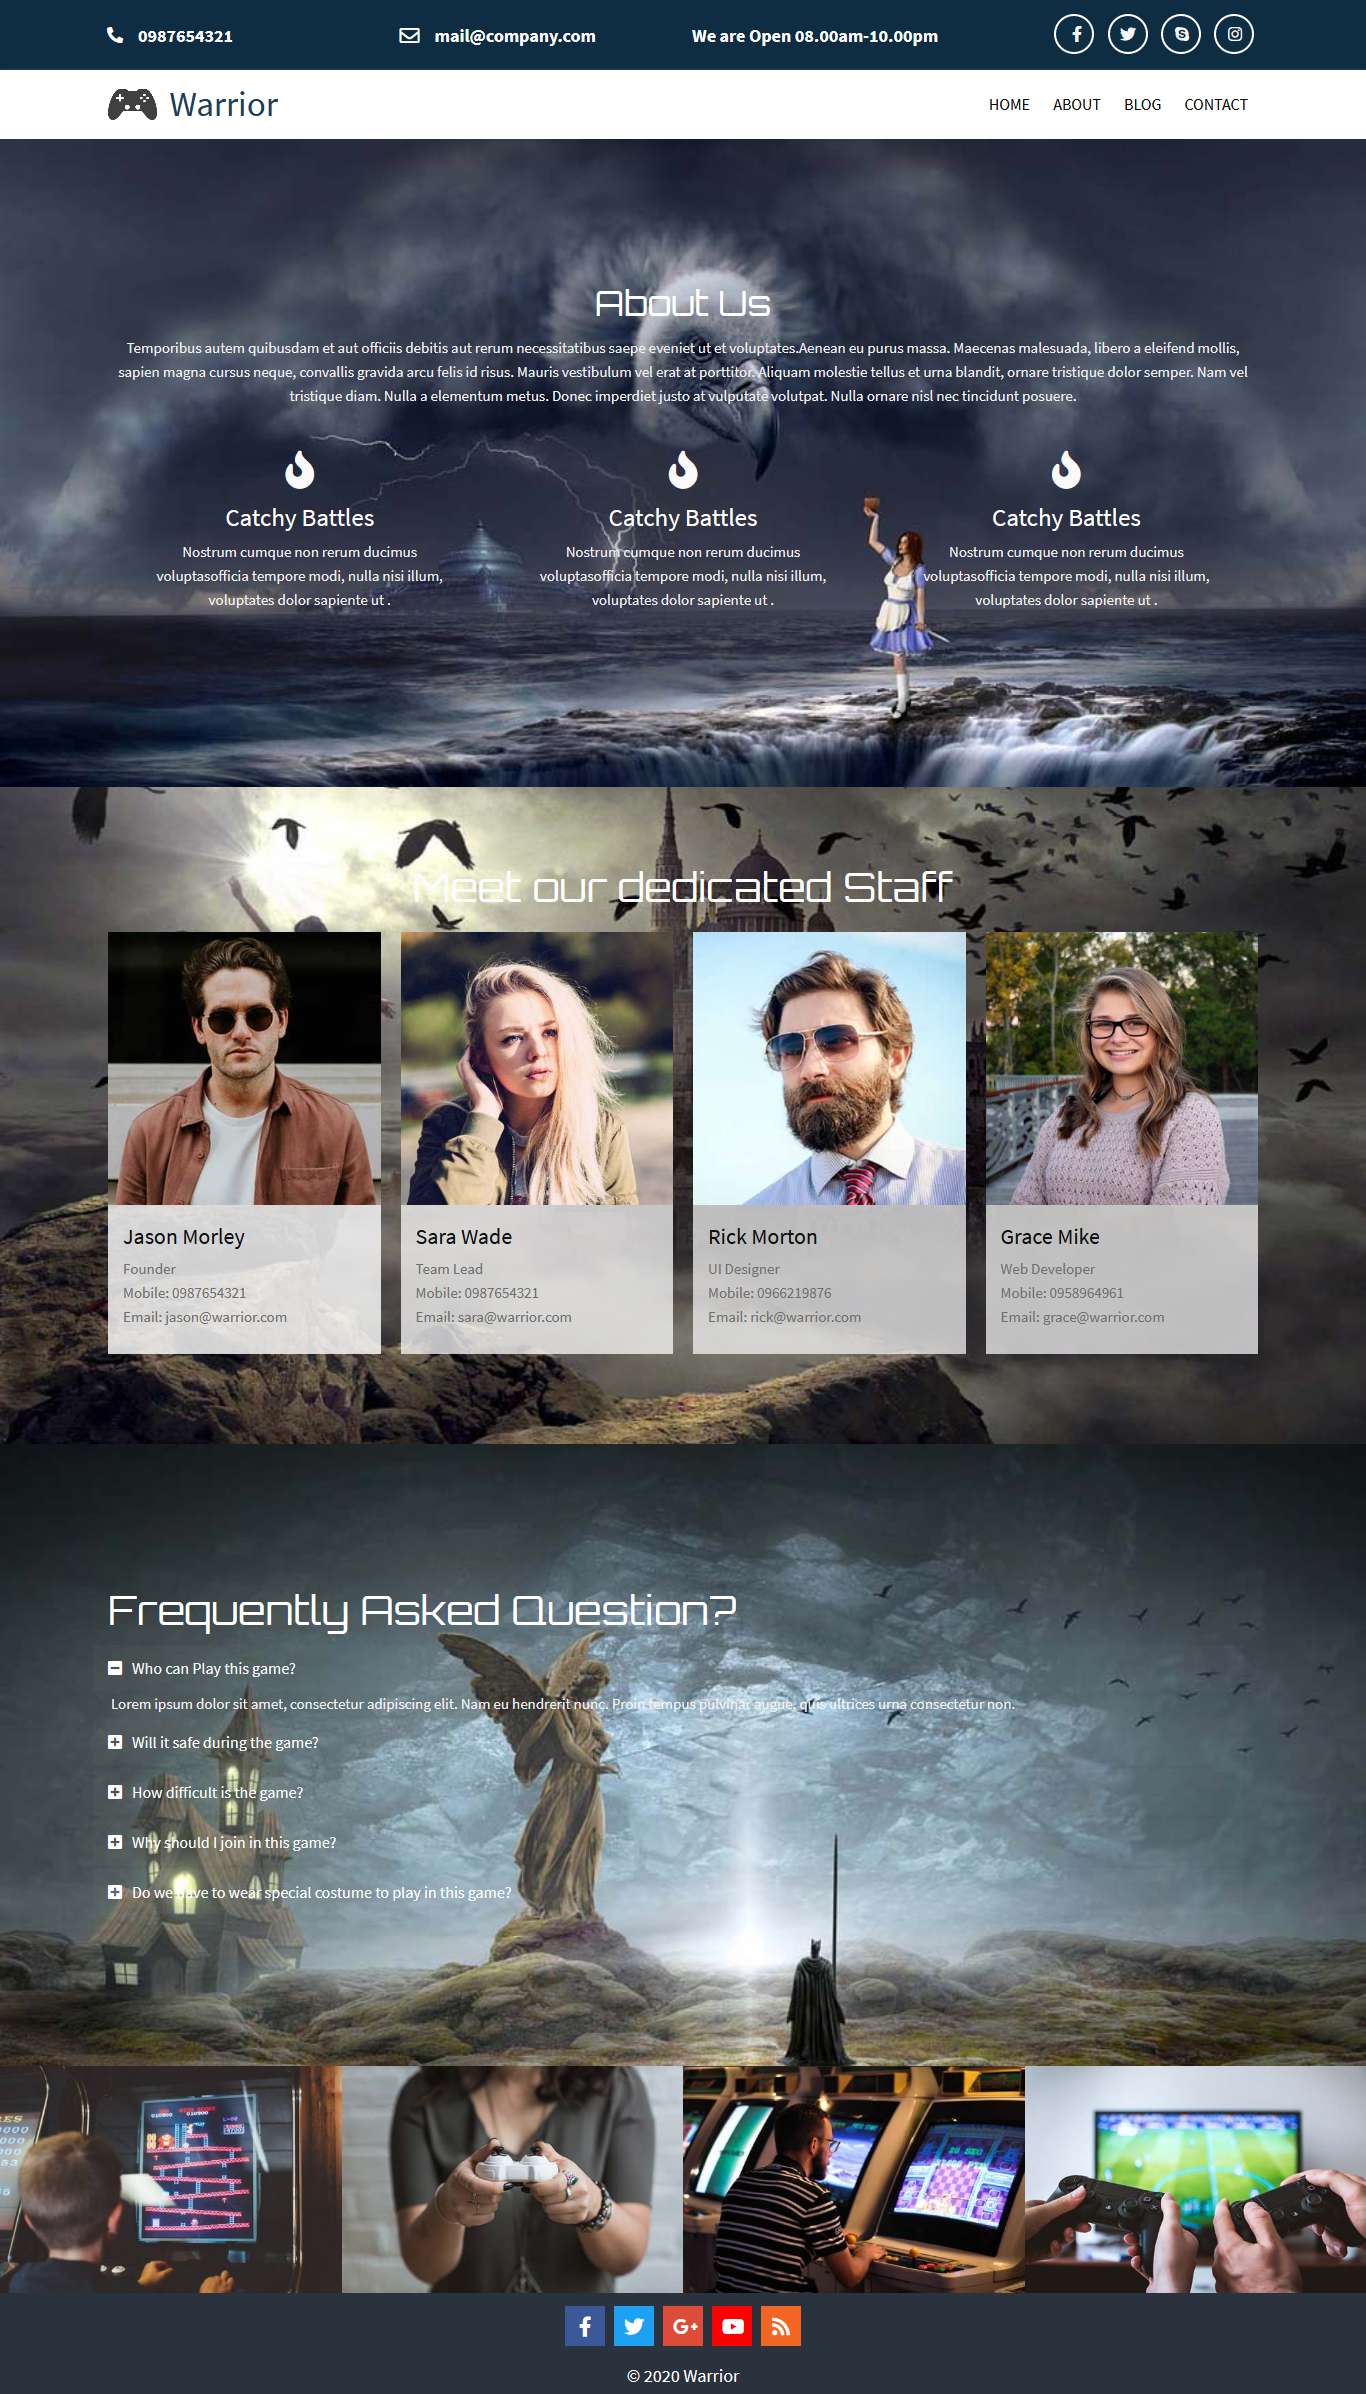 0987654321
mail@company.com
We are Open 08.00am-10.00pm
Warrior
HOME
ABOUT
BLOG
CONTACT
About Us
Temporibus autem quibusdam et aut officiis debitis aut rerum necessitatibus saepe eveniet ut et voluptates.Aenean eu purus massa. Maecenas malesuada, libero a eleifend mollis,
sapien magna cursus neque, convallis gravida arcu felis id risus. Mauris vestibulum vel erat at porttitor. Aliquam molestie tellus et urna blandit, ornare tristique dolor semper. Nam vel
tristique diam. Nulla a elementum metus. Donec imperdiet justo at vulputate volutpat. Nulla ornare nisl nec tincidunt posuere.
Catchy Battles
Nostrum cumque non rerum ducimus
voluptasofficia tempore modi, nulla nisi illum,
voluptates dolor sapiente ut .
Catchy Battles
Nostrum cumque non rerum ducimus
voluptasofficia tempore modi, nulla nisi illum,
voluptates dolor sapiente ut .
Catchy Battles
Nostrum cumque non rerum ducimus
voluptasofficia tempore modi, nulla nisi illum,
voluptates dolor sapiente ut .
Meet our dedicated Staff
Jason Morley
Founder
Mobile: 0987654321
Email: jason@warrior.com
Sara Wade
Team Lead
Mobile: 0987654321
Email: sara@warrior.com
Rick Morton
UI Designer
Mobile: 0966219876
Email: rick@warrior.com
Grace Mike
Web Developer
Mobile: 0958964961
Email: grace@warrior.com
Frequently Asked Question?
Who can Play this game?
Lorem ipsum dolor sit amet, consectetur adipiscing elit. Nam eu hendrerit nunc. Proin tempus pulvinar augue, quis ultrices urna consectetur non.
Will it safe during the game?
How difficult is the game?
Why should I join in this game?
Do we have to wear special costume to play in this game?
© 2020 Warrior